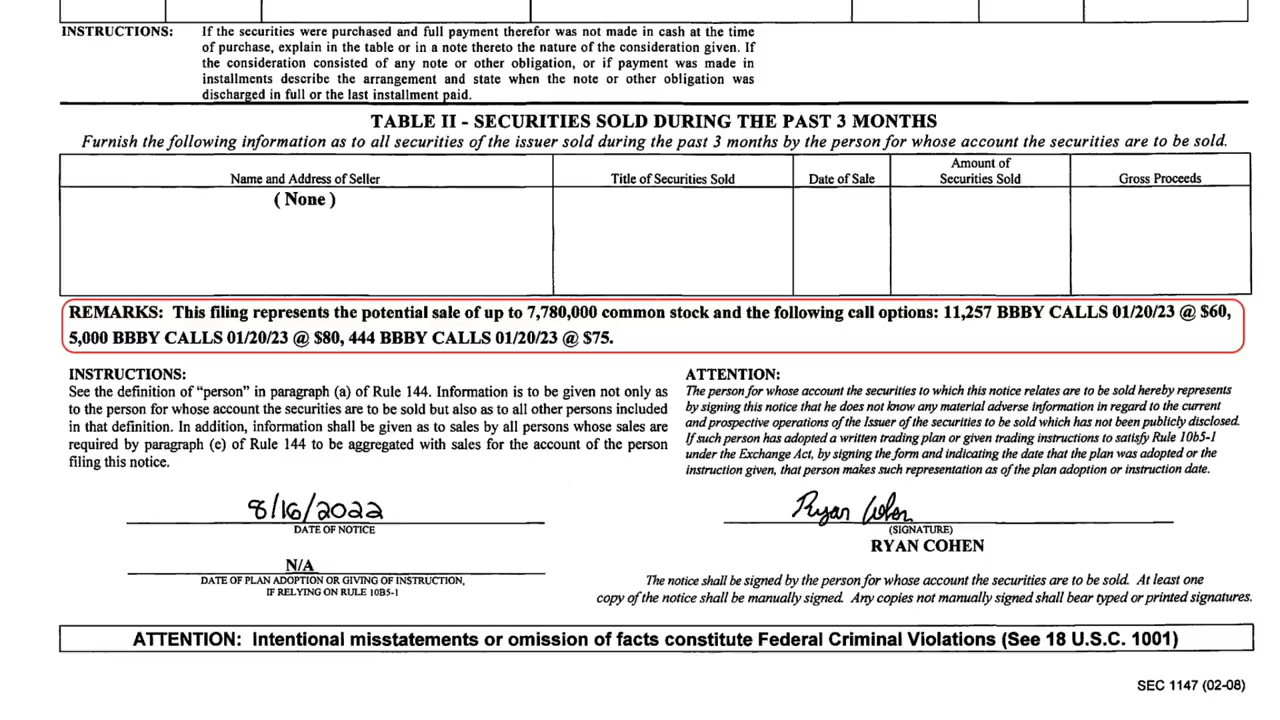 INSTRUCTIONS: If the securities were purchased and full payment therefor was not made in cash at the time
of purchase, explain in the table or in a note thereto the nature of the consideration given. If
the consideration consisted of any note or other obligation, or if payment was made in
installments describe the arrangement and state when the note or other obligation was
discharged in full or the last installment paid.
TABLE II - SECURITIES SOLD DURING THE PAST 3 MONTHS
Furnish the following information as to all securities of the issuer sold during the past 3 months by the person for whose account the securities are to be sold.
Name and Address of Seller
Title of Securities Sold
Date of Sale
Amount of
Securities Sold
Gross Proceeds
( None )
REMARKS: This filing represents the potential sale of up to 7,780,000 common stock and the following call options: 11,257 BBBY CALLS 01/20/23 @ $60,
5,000 BBBY CALLS 01/20/23 @ $80, 444 BBBY CALLS 01/20/23 @ $75.
INSTRUCTIONS:
See the definition of “person” in paragraph (a) of Rule 144. Information is to be given not only as
to the person for whose account the securities are to be sold but also as to all other persons included
in that definition. In addition, information shall be given as to sales by all persons whose sales are
required by paragraph (e) of Rule 144 to be aggregated with sales for the account of the person
filing this notice.
ATTENTION:
The person for whose account the securities to which this notice relates are to be sold hereby represents
by signing this notice that he does not know any material adverse information in regard to the current
and prospective operations of the Issuer of the securities to be sold which has not been publicly disclosed.
If such person has adopted a written trading plan or given trading instructions to satisfy Rule 10b5-1
under the Exchange Act, by signing the form and indicating the date that the plan was adopted or the
instruction given, that person makes such representation as of the plan adoption or instruction date.
8/16/2022
DATE OF NOTICE
Ryan Cohen
(SIGNATURE)
RYAN COHEN
N/A
DATE OF PLAN ADOPTION OR GIVING OF INSTRUCTION,
IF RELYING ON RULE 10B5-1
The notice shall be signed by the person for whose account the securities are to be sold. At least one
copy of the notice shall be manually signed. Any copies not manually signed shall bear typed or printed signatures.
ATTENTION: Intentional misstatements or omission of facts constitute Federal Criminal Violations (See 18 U.S.C. 1001)
SEC 1147 (02-08)